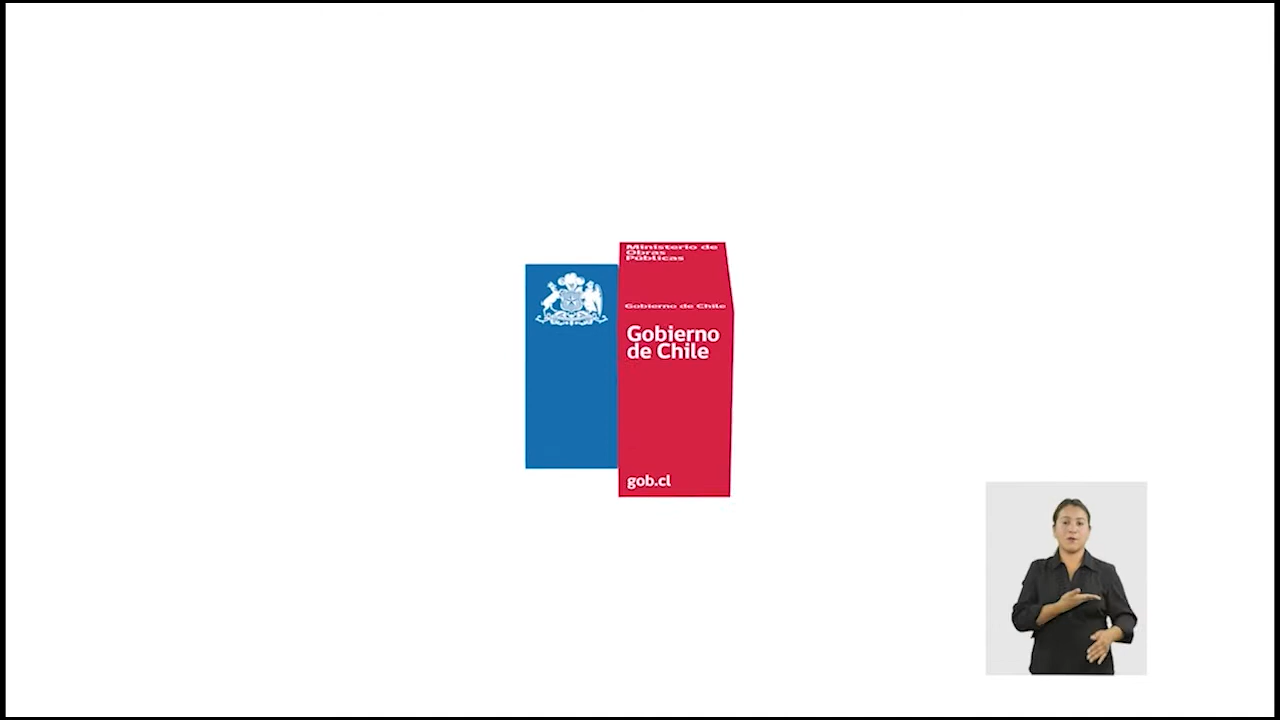 Ministerio de
Obras
Públicas
Gobierno de Chile
Gobierno
de Chile
gob.cl